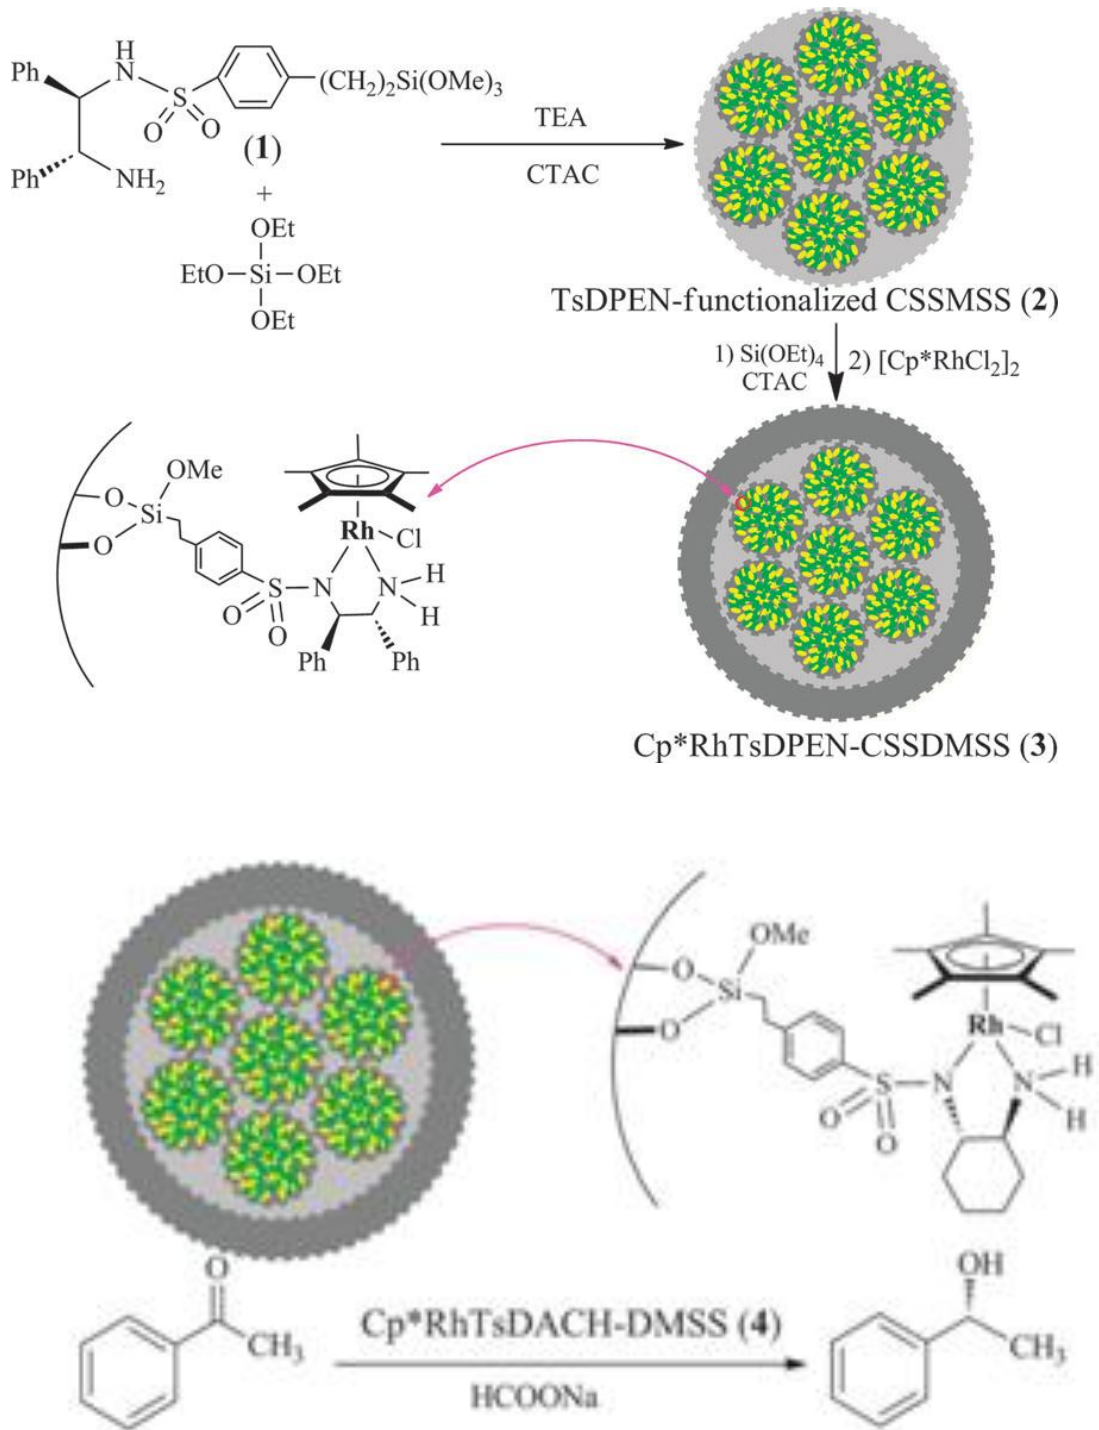 H
Ph
N
S
O
O
(CH₂)₂Si(OMe)₃
(1)
Ph
NH₂
+
OEt
EtO–Si–OEt
OEt
TEA
CTAC
TsDPEN-functionalized CSSMSS (2)
1) Si(OEt)₄
CTAC
2) [Cp*RhCl₂]₂
OMe
O
Si
O
Rh
Cl
S
N
N
H
H
O
O
Ph
Ph
Cp*RhTsDPEN-CSSDMSS (3)
OMe
O
Si
O
Rh
Cl
S
N
N
H
H
O
O
O
CH₃
Cp*RhTsDACH-DMSS (4)
HCOONa
OH
CH₃